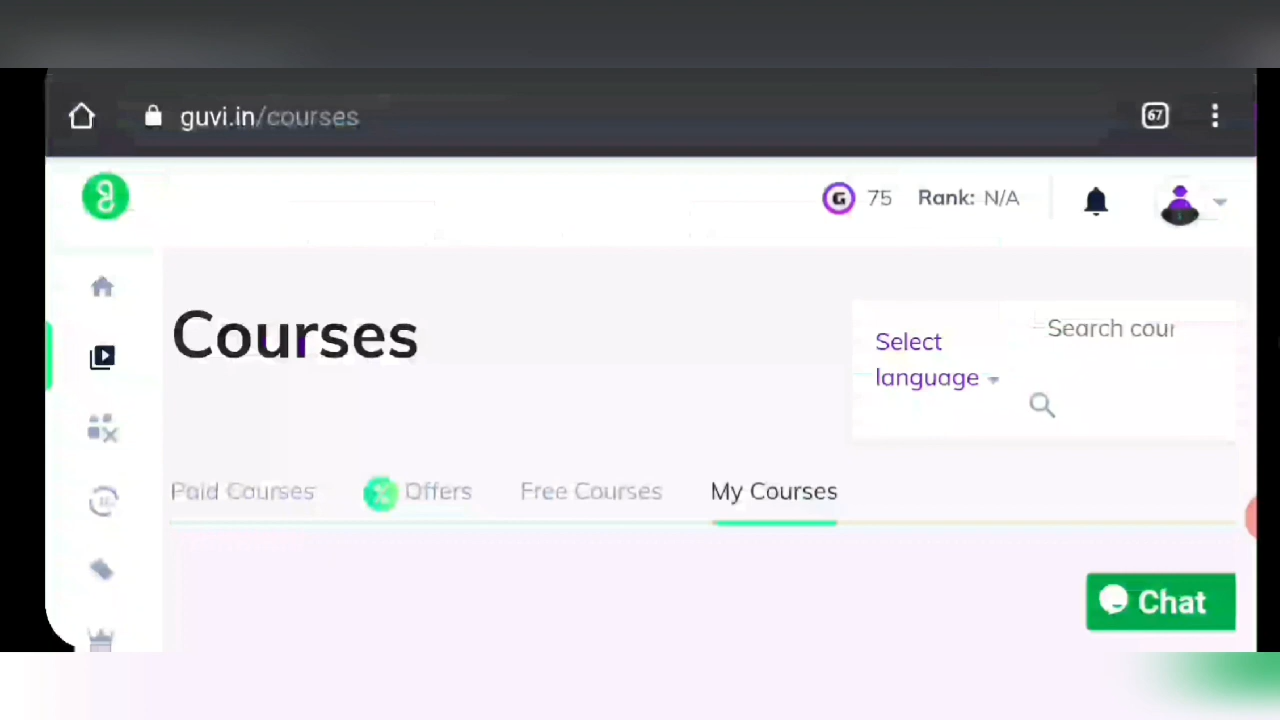 guvi.in/courses
67
G 75 Rank: N/A
Courses
Select
language
Search cour
Paid Courses
Offers
Free Courses
My Courses
Chat